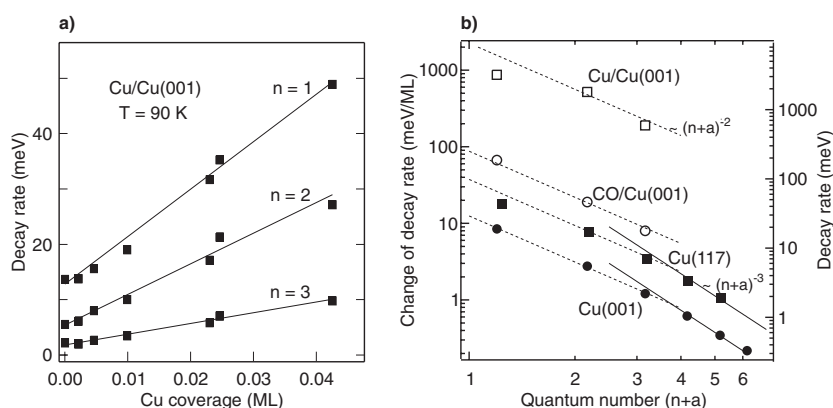 a)
Cu/Cu(001)
T = 90 K
n = 1
n = 2
n = 3
Decay rate (meV)
40
20
0
0.00
0.01
0.02
0.03
0.04
Cu coverage (ML)
b)
Cu/Cu(001)
~ (n+a)-2
CO/Cu(001)
Cu(117)
~ (n+a)-3
Cu(001)
Change of decay rate (meV/ML)
1000
100
10
1
Decay rate (meV)
1000
100
10
1
1
2
3
4
5
6
Quantum number (n+a)